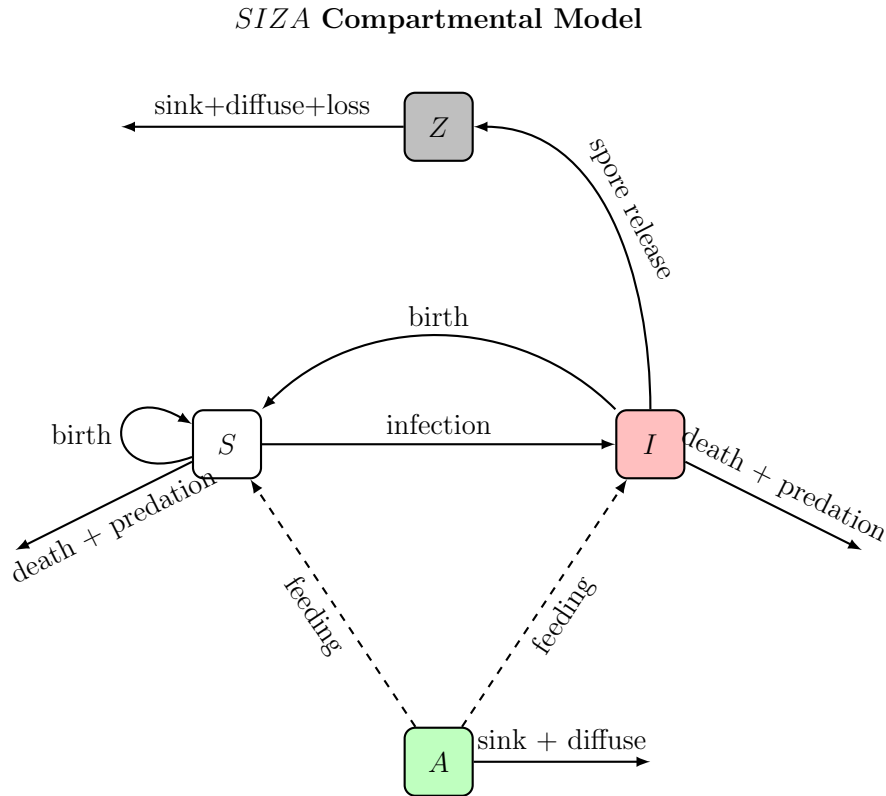 SIZA Compartmental Model
sink+diffuse+loss
Z
spore release
birth
birth
S
infection
I
death + predation
death + predation
feeding
feeding
A
sink + diffuse